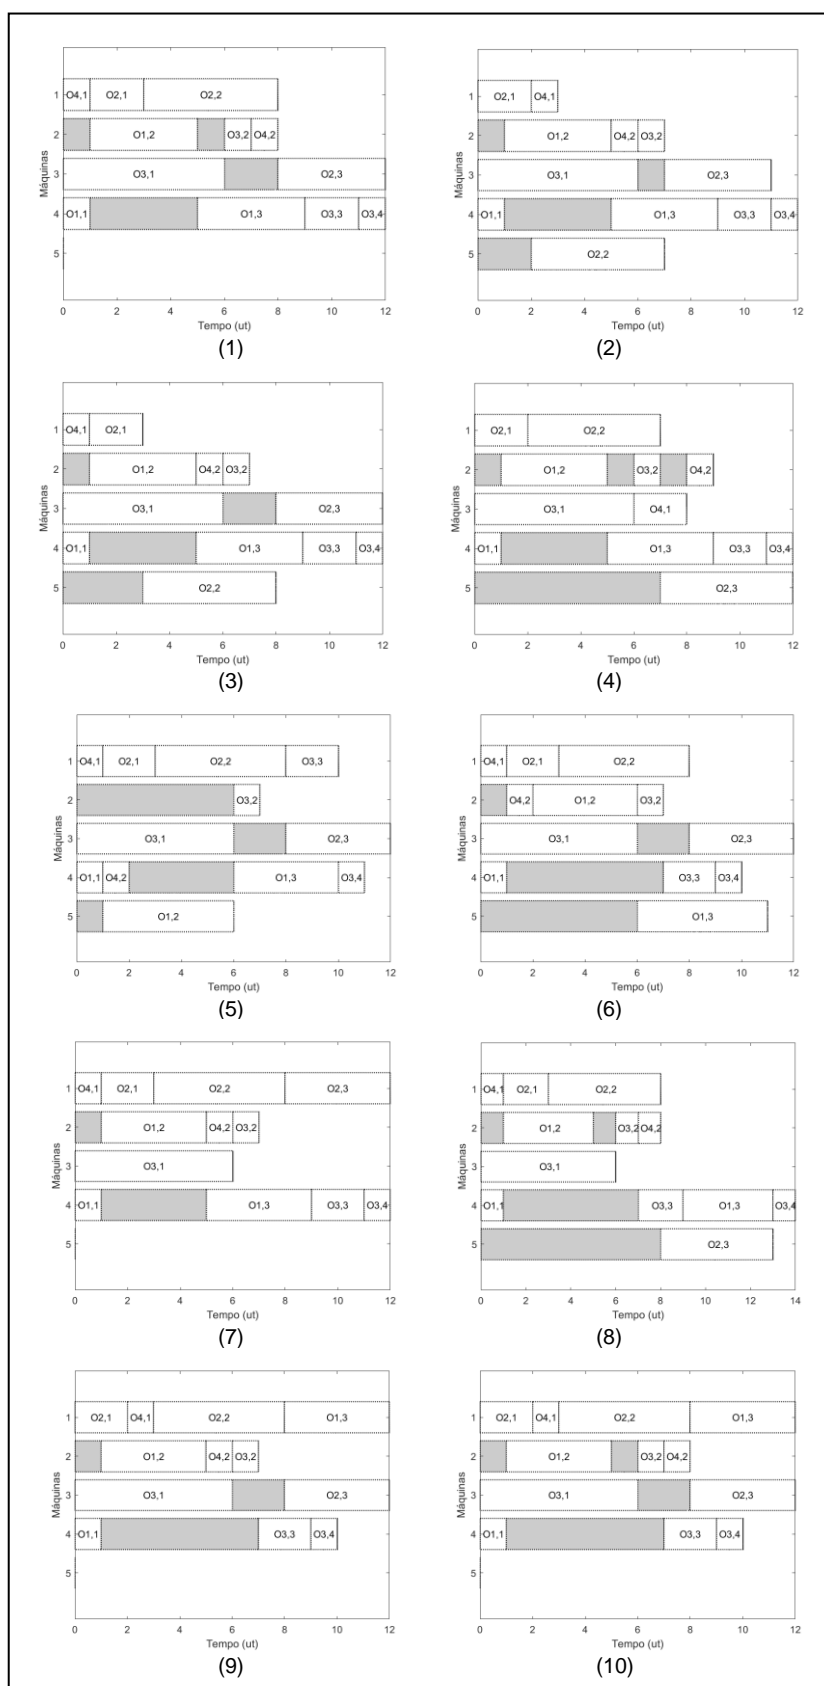 1 O4,1 O2,1 O2,2
2 O1,2 O3,2 O4,2
3 O3,1 O2,3
4 O1,1 O1,3 O3,3 O3,4
5
Máquinas
0 2 4 6 8 10 12
Tempo (ut)
(1)
1 O2,1 O4,1
2 O1,2 O4,2 O3,2
3 O3,1 O2,3
4 O1,1 O1,3 O3,3 O3,4
5 O2,2
Máquinas
0 2 4 6 8 10 12
Tempo (ut)
(2)
1 O4,1 O2,1
2 O1,2 O4,2 O3,2
3 O3,1 O2,3
4 O1,1 O1,3 O3,3 O3,4
5 O2,2
Máquinas
0 2 4 6 8 10 12
Tempo (ut)
(3)
1 O2,1 O2,2
2 O1,2 O3,2 O4,2
3 O3,1 O4,1
4 O1,1 O1,3 O3,3 O3,4
5 O2,3
Máquinas
0 2 4 6 8 10 12
Tempo (ut)
(4)
1 O4,1 O2,1 O2,2 O3,3
2 O3,2
3 O3,1 O2,3
4 O1,1 O4,2 O1,3 O3,4
5 O1,2
Máquinas
0 2 4 6 8 10 12
Tempo (ut)
(5)
1 O4,1 O2,1 O2,2
2 O4,2 O1,2 O3,2
3 O3,1 O2,3
4 O1,1 O3,3 O3,4
5 O1,3
Máquinas
0 2 4 6 8 10 12
Tempo (ut)
(6)
1 O4,1 O2,1 O2,2 O2,3
2 O1,2 O4,2 O3,2
3 O3,1
4 O1,1 O1,3 O3,3 O3,4
5
Máquinas
0 2 4 6 8 10 12
Tempo (ut)
(7)
1 O4,1 O2,1 O2,2
2 O1,2 O3,2 O4,2
3 O3,1
4 O1,1 O3,3 O1,3 O3,4
5 O2,3
Máquinas
0 2 4 6 8 10 12 14
Tempo (ut)
(8)
1 O2,1 O4,1 O2,2 O1,3
2 O1,2 O4,2 O3,2
3 O3,1 O2,3
4 O1,1 O3,3 O3,4
5
Máquinas
0 2 4 6 8 10 12
Tempo (ut)
(9)
1 O2,1 O4,1 O2,2 O1,3
2 O1,2 O3,2 O4,2
3 O3,1 O2,3
4 O1,1 O3,3 O3,4
5
Máquinas
0 2 4 6 8 10 12
Tempo (ut)
(10)